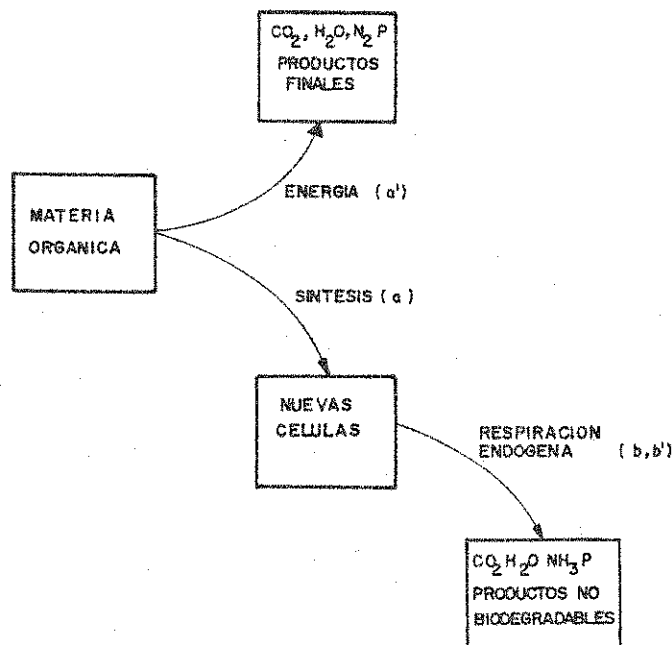 CO2, H2O, N2 P
PRODUCTOS
FINALES
ENERGIA (a')
MATERIA
ORGANICA
SINTESIS (a)
NUEVAS
CELULAS
RESPIRACION
ENDOGENA (b,b')
CO2 H2O NH3 P
PRODUCTOS NO
BIODEGRADABLES